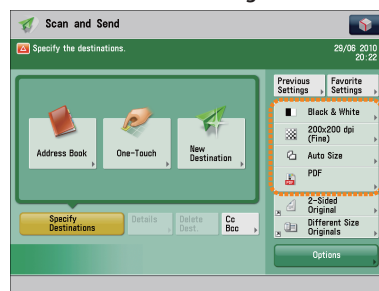 Scan and Send
Specify the destinations.
29/06 2010
20:22
Previous
Settings
Favorite
Settings
Black & White
200x200 dpi
(Fine)
Auto Size
PDF
Address Book
One-Touch
New
Destination
Specify
Destinations
Details
Delete
Dest.
Cc
Bcc
2-Sided
Original
Different Size
Originals
Options